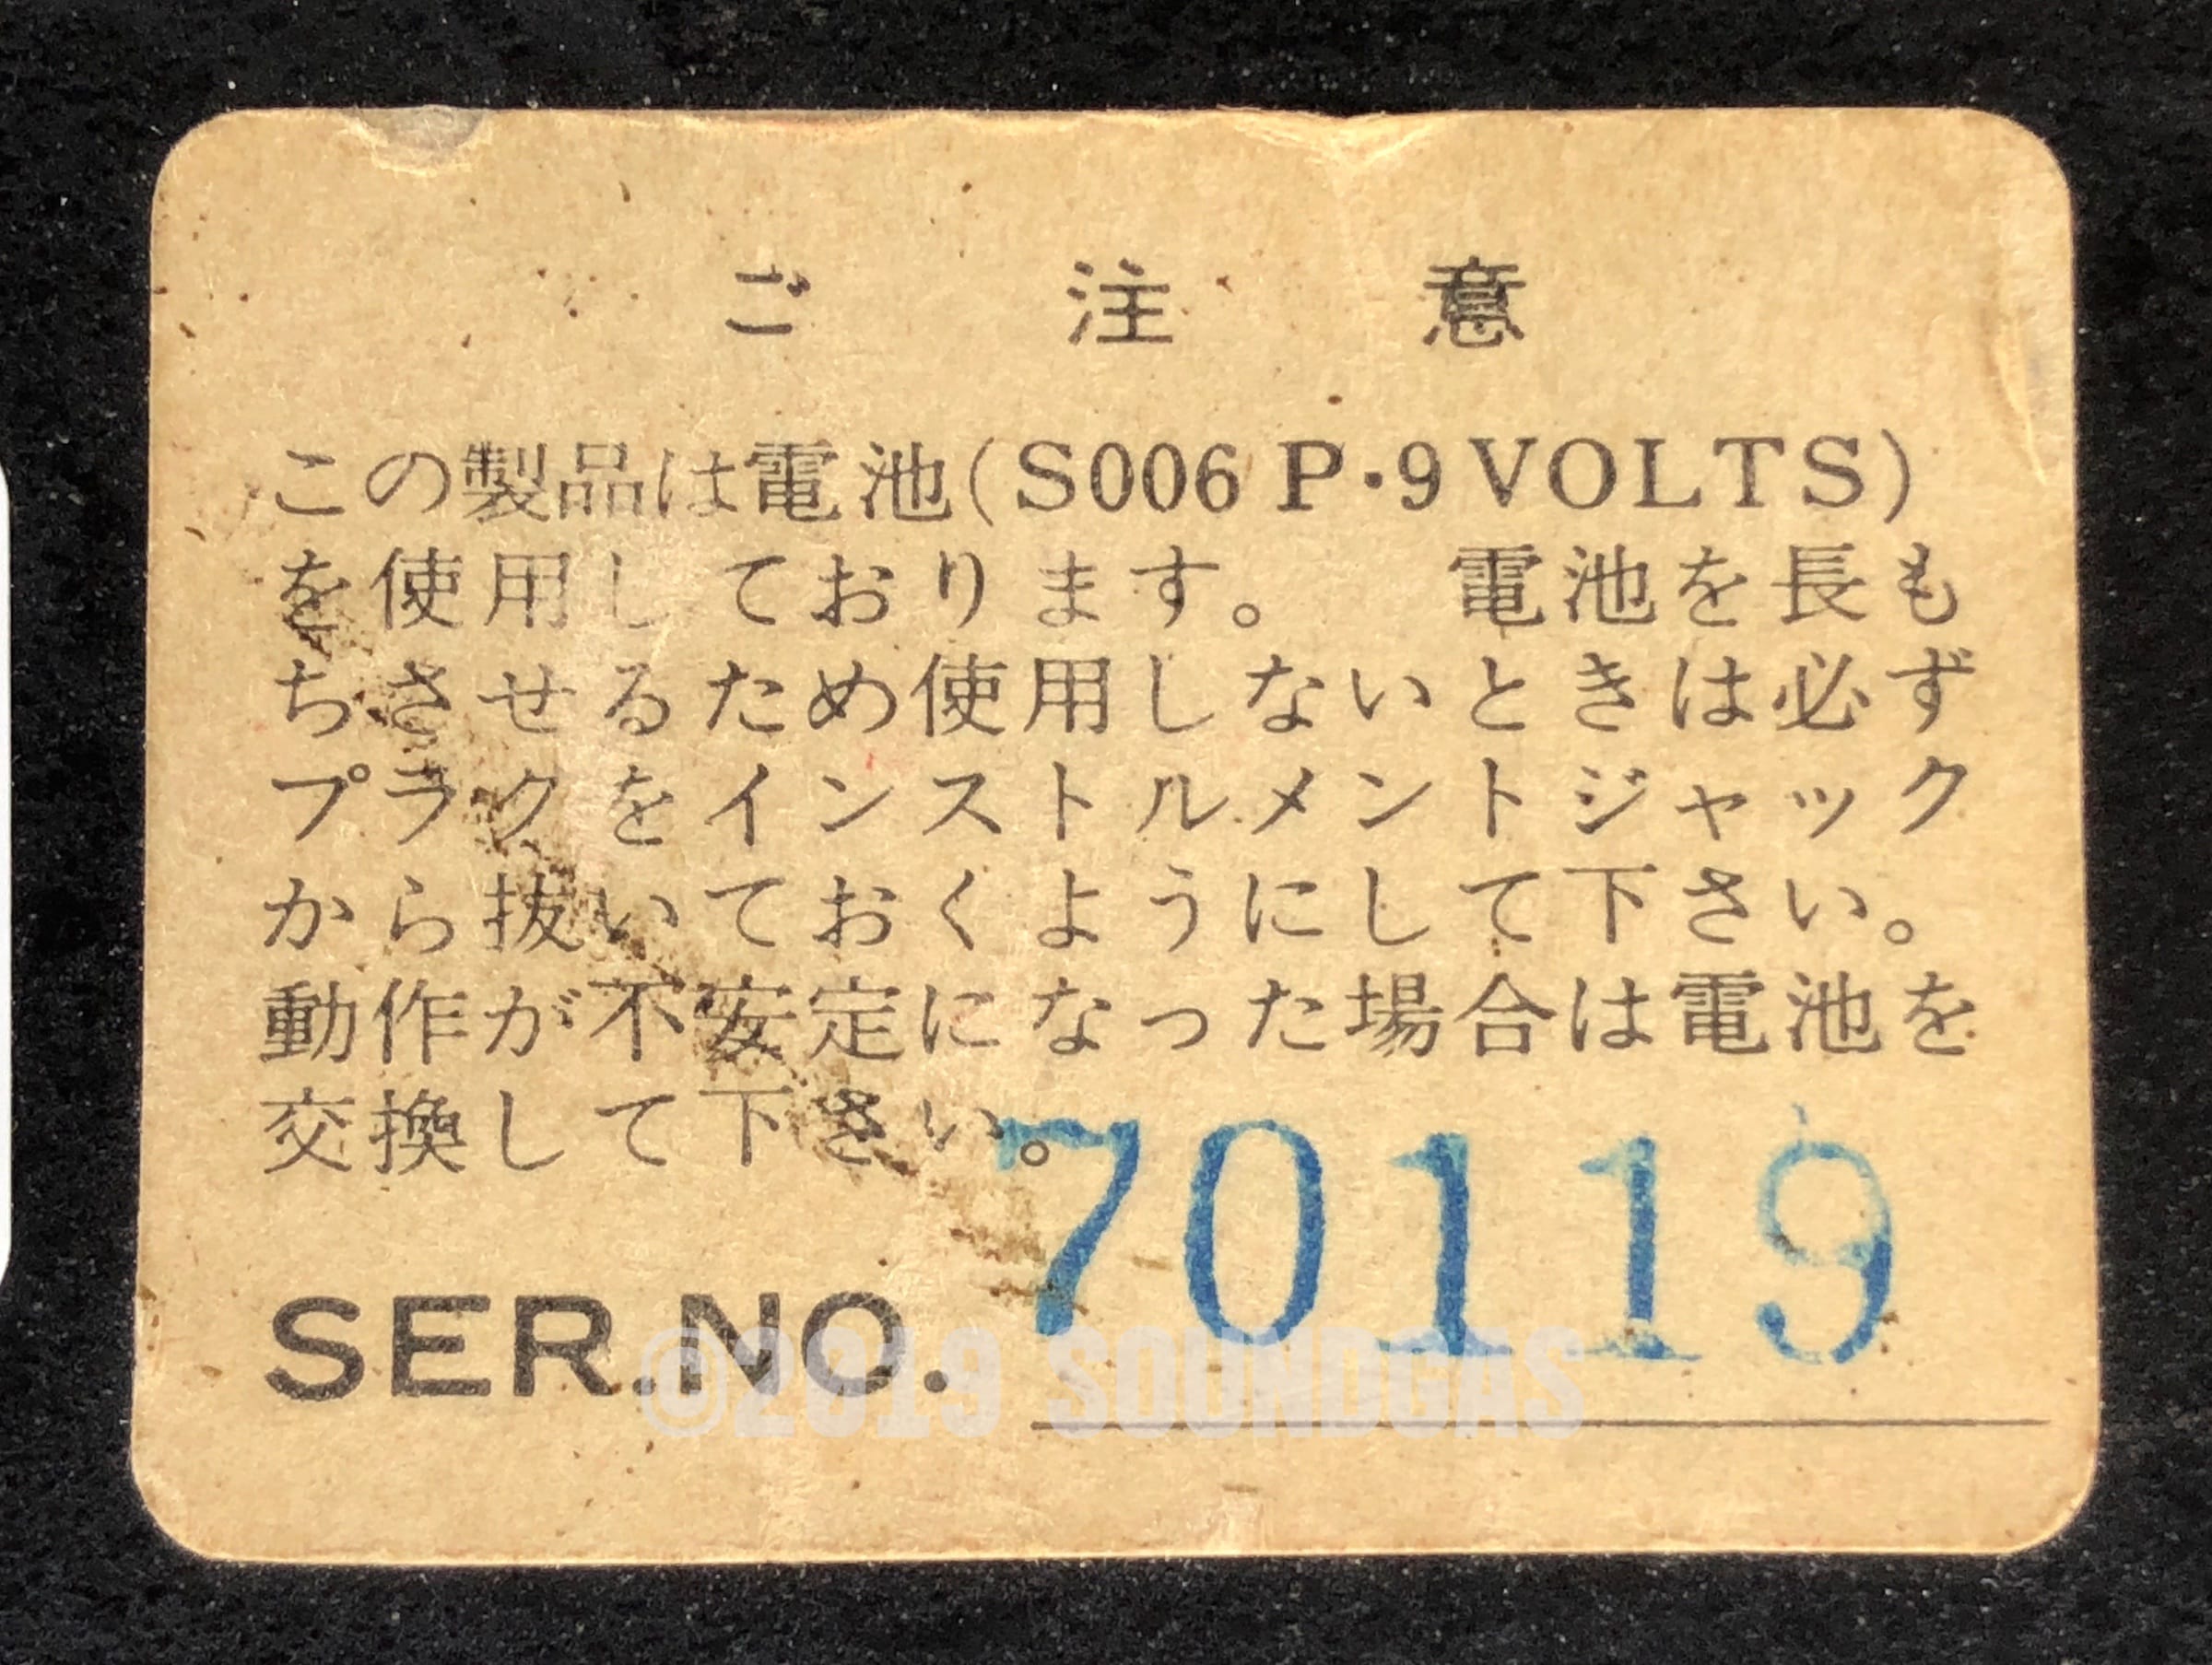 ご注意
この製品は電池(S006P・9VOLTS)
を使用しております。　電池を長も
ちさせるため使用しないときは必ず
プラクをインストルメントジャック
から抜いておくようにして下さい。
動作が不安定になった場合は電池を
交換して下さい。
SER.NO. 70119
©2019 SOUNDGAS